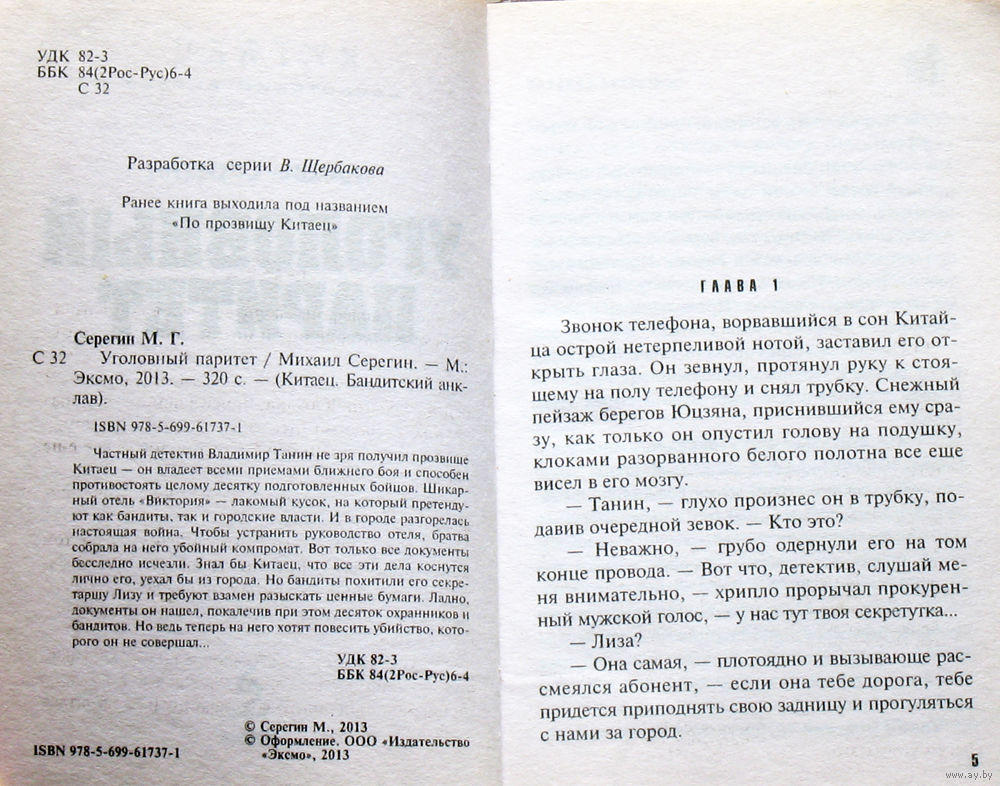 УДК 82-3
ББК 84(2Рос-Рус)6-4
С 32
Разработка серии В. Щербакова
Ранее книга выходила под названием
«По прозвищу Китаец»
Серегин М. Г.
С 32 Уголовный паритет / Михаил Серегин. — М.:
Эксмо, 2013. — 320 с. — (Китаец. Бандитский анк-
лав).
ISBN 978-5-699-61737-1
Частный детектив Владимир Танин не зря получил прозвище
Китаец — он владеет всеми приемами ближнего боя и способен
противостоять целому десятку подготовленных бойцов. Шикар-
ный отель «Виктория» — лакомый кусок, на который претенду-
ют как бандиты, так и городские власти. И в городе разгорелась
настоящая война. Чтобы устранить руководство отеля, братва
собрала на него убойный компромат. Вот только все документы
бесследно исчезли. Знал бы Китаец, что все эти дела коснутся
лично его, уехал бы из города. Но бандиты похитили его секре-
таршу Лизу и требуют взамен разыскать ценные бумаги. Ладно,
документы он нашел, покалечив при этом десяток охранников и
бандитов. Но ведь теперь на него хотят повесить убийство, кото-
рого он не совершал...
УДК 82-3
ББК 84(2Рос-Рус)6-4
© Серегин М., 2013
© Оформление. ООО «Издательство
«Эксмо», 2013
ISBN 978-5-699-61737-1
ГЛАВА 1
Звонок телефона, ворвавшийся в сон Китай-
ца острой нетерпеливой нотой, заставил его от-
крыть глаза. Он зевнул, протянул руку к стоя-
щему на полу телефону и снял трубку. Снежный
пейзаж берегов Юцзяна, приснившийся ему сра-
зу, как только он опустил голову на подушку,
клоками разорванного белого полотна все еще
висел в его мозгу.
— Танин, — глухо произнес он в трубку, по-
давив очередной зевок. — Кто это?
— Неважно, — грубо одернули его на том
конце провода. — Вот что, детектив, слушай ме-
ня внимательно, — хрипло прорычал прокурен-
ный мужской голос, — у нас тут твоя секретутка...
— Лиза?
— Она самая, — плотоядно и вызывающе рас-
смеялся абонент, — если она тебе дорога, тебе
придется приподнять свою задницу и прогуляться
с нами за город.
5
www.ay.by